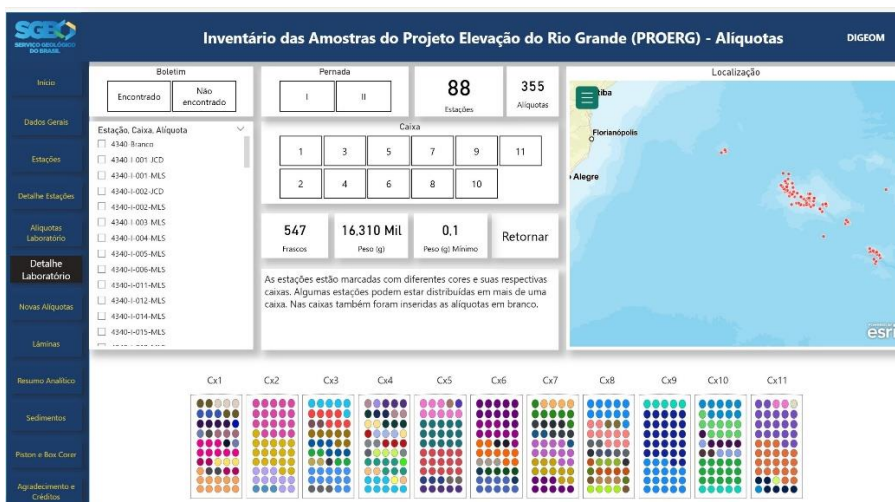 SGB
SERVIÇO GEOLÓGICO
DO BRASIL
Inventário das Amostras do Projeto Elevação do Rio Grande (PROERG) - Alíquotas
DIGEOM
Início
Dados Gerais
Estações
Detalhe Estações
Alíquotas
Laboratório
Detalhe
Laboratório
Novas Alíquotas
Lâminas
Resumo Analítico
Sedimentos
Piston e Box Corer
Agradecimento e
Créditos
Boletim
Encontrado
Não
encontrado
Estação, Caixa, Alíquota
4340-Branco
4340-I-001-JCD
4340-I-001-MLS
4340-I-002-JCD
4340-I-002-MLS
4340-I-003-MLS
4340-I-004-MLS
4340-I-005-MLS
4340-I-006-MLS
4340-I-011-MLS
4340-I-012-MLS
4340-I-014-MLS
4340-I-015-MLS
Pernada
I
II
88
Estações
355
Alíquotas
Caixa
1 3 5 7 9 11
2 4 6 8 10
547
Frascos
16,310 Mil
Peso (g)
0,1
Peso (g) Mínimo
Retornar
As estações estão marcadas com diferentes cores e suas respectivas
caixas. Algumas estações podem estar distribuídas em mais de uma
caixa. Nas caixas também foram inseridas as alíquotas em branco.
Localização
tiba
Florianópolis
Alegre
esri
Cx1 Cx2 Cx3 Cx4 Cx5 Cx6 Cx7 Cx8 Cx9 Cx10 Cx11